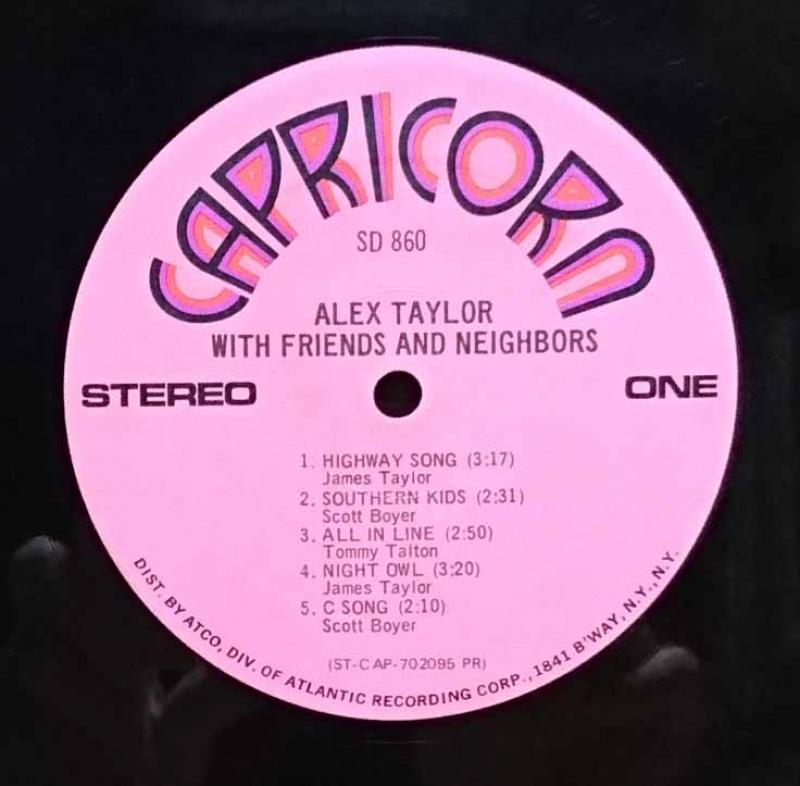 CAPRICORN
SD 860
ALEX TAYLOR
WITH FRIENDS AND NEIGHBORS
STEREO
ONE
1. HIGHWAY SONG (3:17)
James Taylor
2. SOUTHERN KIDS (2:31)
Scott Boyer
3. ALL IN LINE (2:50)
Tommy Talton
4. NIGHT OWL (3:20)
James Taylor
5. C SONG (2:10)
Scott Boyer
(ST-C AP-702095 PR)
DIST. BY ATCO, DIV. OF ATLANTIC RECORDING CORP., 1841 B'WAY, N.Y., N.Y.